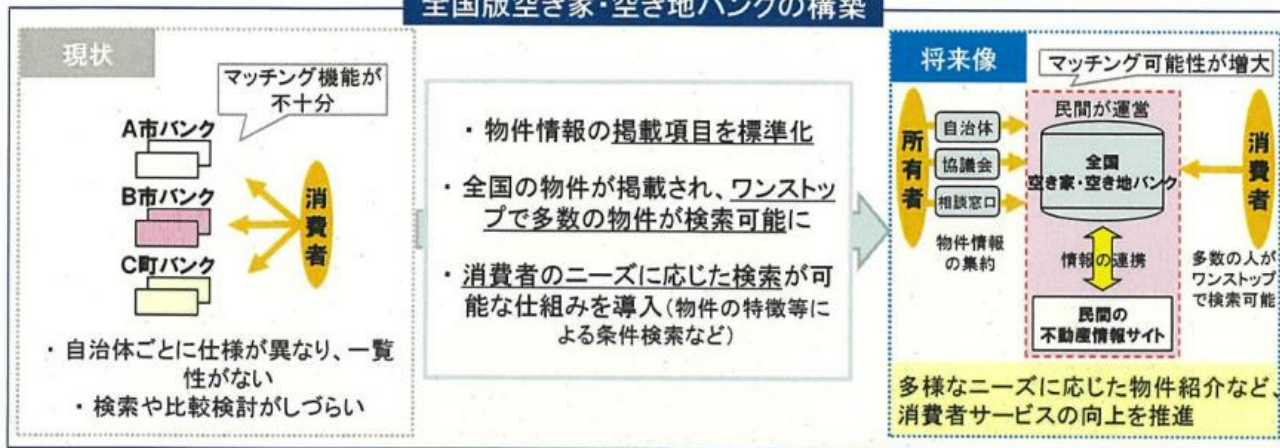 全国版空き家・空き地バンクの構築
現状
マッチング機能が
不十分
A市バンク
B市バンク
C町バンク
消費者
・自治体ごとに仕様が異なり、一覧
性がない
・検索や比較検討がしづらい
・物件情報の掲載項目を標準化
・全国の物件が掲載され、ワンストッ
プで多数の物件が検索可能に
・消費者のニーズに応じた検索が可
能な仕組みを導入(物件の特徴等に
よる条件検索など)
将来像
マッチング可能性が増大
所有者
自治体
協議会
相談窓口
物件情報
の集約
民間が運営
全国
空き家・空き地バンク
情報の連携
民間の
不動産情報サイト
消費者
多数の人が
ワンストップ
で検索可能
多様なニーズに応じた物件紹介など、
消費者サービスの向上を推進